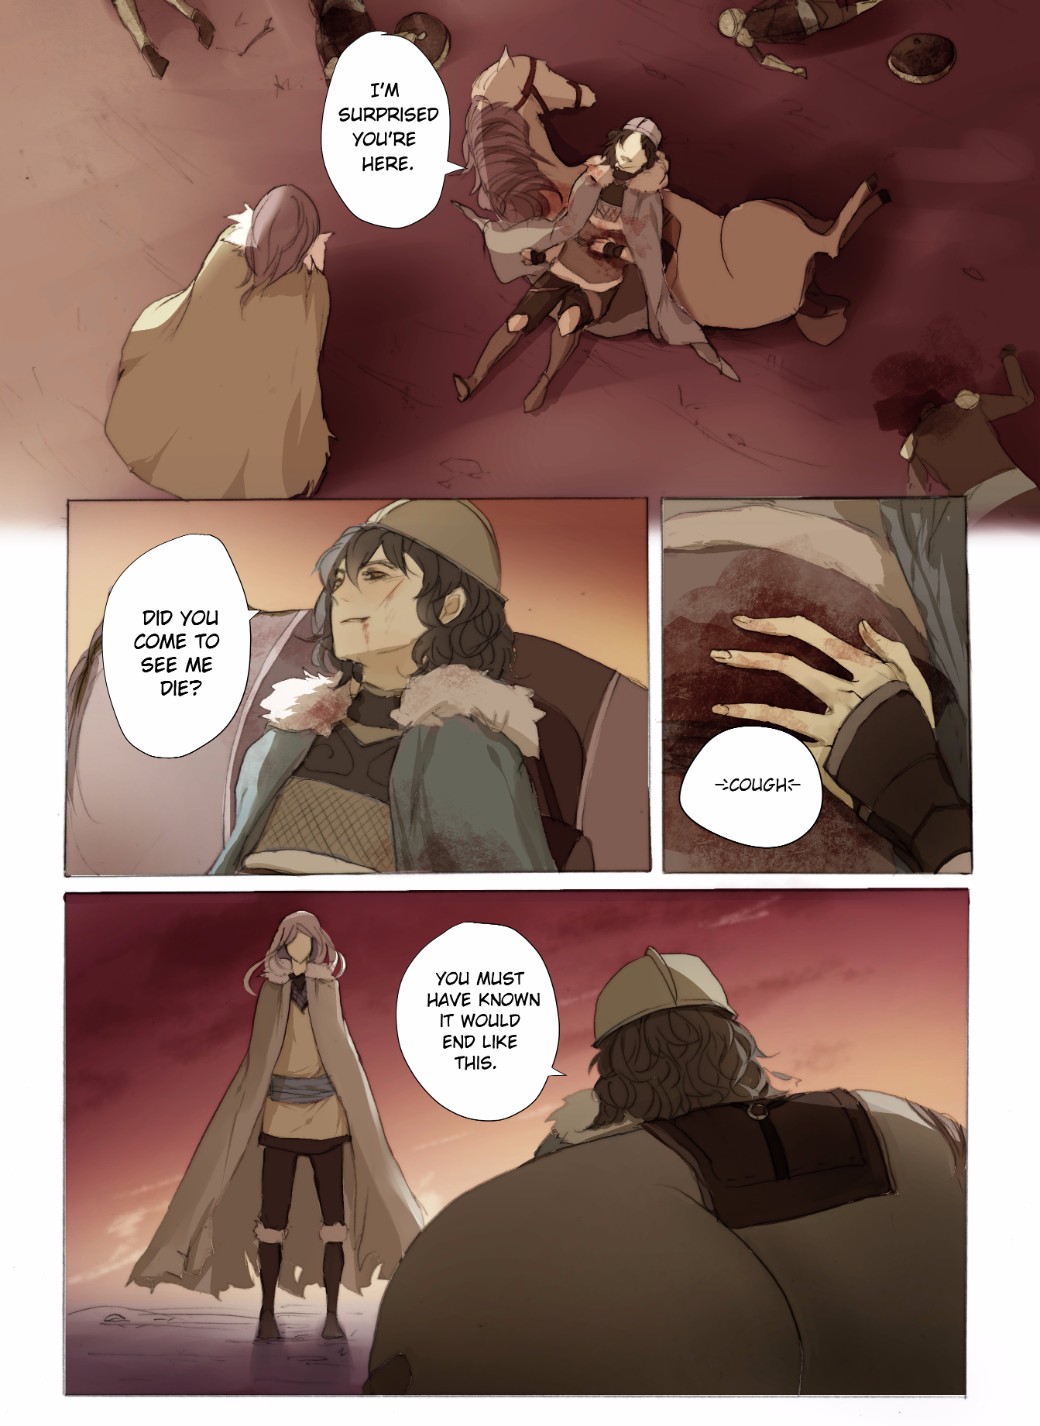 I'M
SURPRISED
YOU'RE
HERE.
DID YOU
COME TO
SEE ME
DIE?
COUGH
YOU MUST
HAVE KNOWN
IT WOULD
END LIKE
THIS.